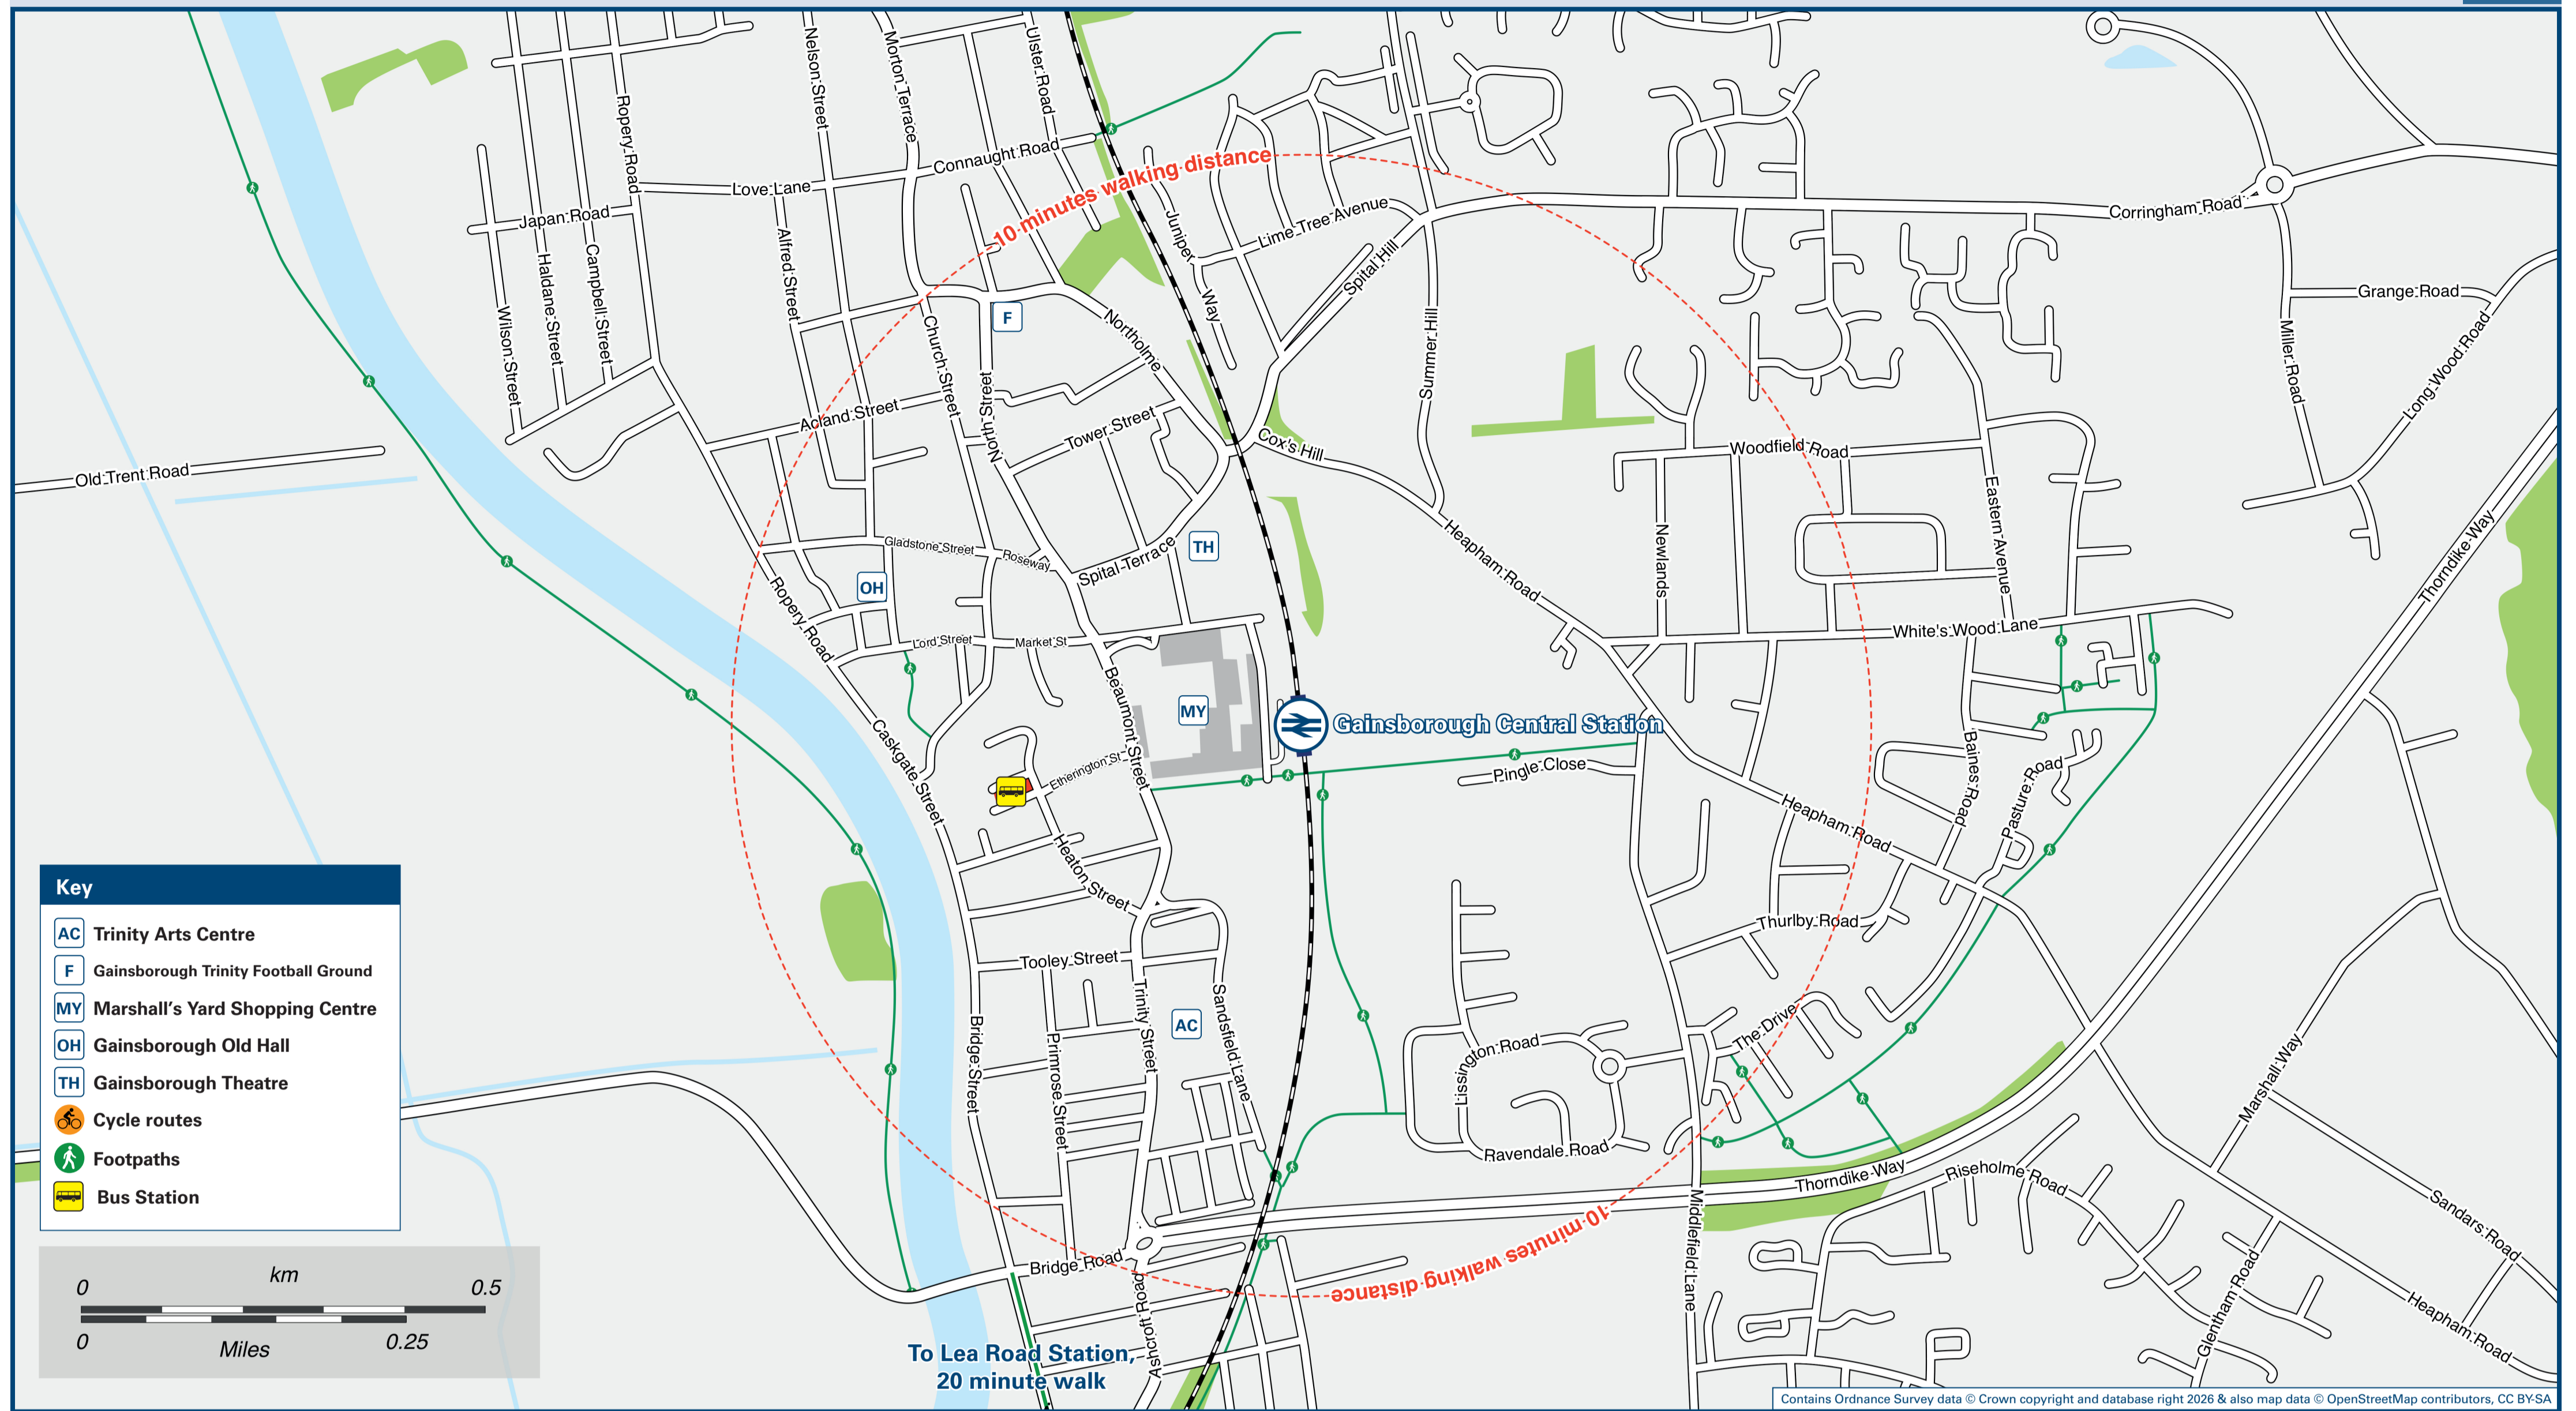 Nelson Street
Morton Terrace
Ulster Road
Ropery Road
Connaught Road
Love Lane
10 minutes walking distance
Japan Road
Juniper Way
Lime Tree Avenue
Corringham Road
Alfred Street
Haldane Street
Campbell Street
Spital Hill
Grange Road
Wilson Street
F
Church Street
Northolme
Summer Hill
Miller Road
Long Wood Road
Acland Street
North Street
Tower Street
Cox's Hill
Woodfield Road
Old Trent Road
Eastern Avenue
Heapham Road
Newlands
Thorndike Way
Gladstone Street
Roseway
Spital Terrace
TH
OH
Ropery Road
Lord Street
Market St
White's Wood Lane
Beaumont Street
MY
Gainsborough Central Station
Caskgate Street
Etherington St
Pingle Close
Baines Road
Pasture Road
Heapham Road
Heaton Street
Thurlby Road
Tooley Street
Trinity Street
Sandsfield Lane
AC
Bridge Street
Primrose Street
Lissington Road
The Drive
Marshall Way
Ravendale Road
Thorndike Way
Riseholme Road
Middlefield Lane
Sandars Road
10 minutes walking distance
Bridge Road
Ashcroft Road
Glentham Road
Heapham Road
To Lea Road Station,
20 minute walk
Key
AC Trinity Arts Centre
F Gainsborough Trinity Football Ground
MY Marshall's Yard Shopping Centre
OH Gainsborough Old Hall
TH Gainsborough Theatre
Cycle routes
Footpaths
Bus Station
km
0 0.5
0 0.25
Miles
Contains Ordnance Survey data © Crown copyright and database right 2026 & also map data © OpenStreetMap contributors, CC BY-SA